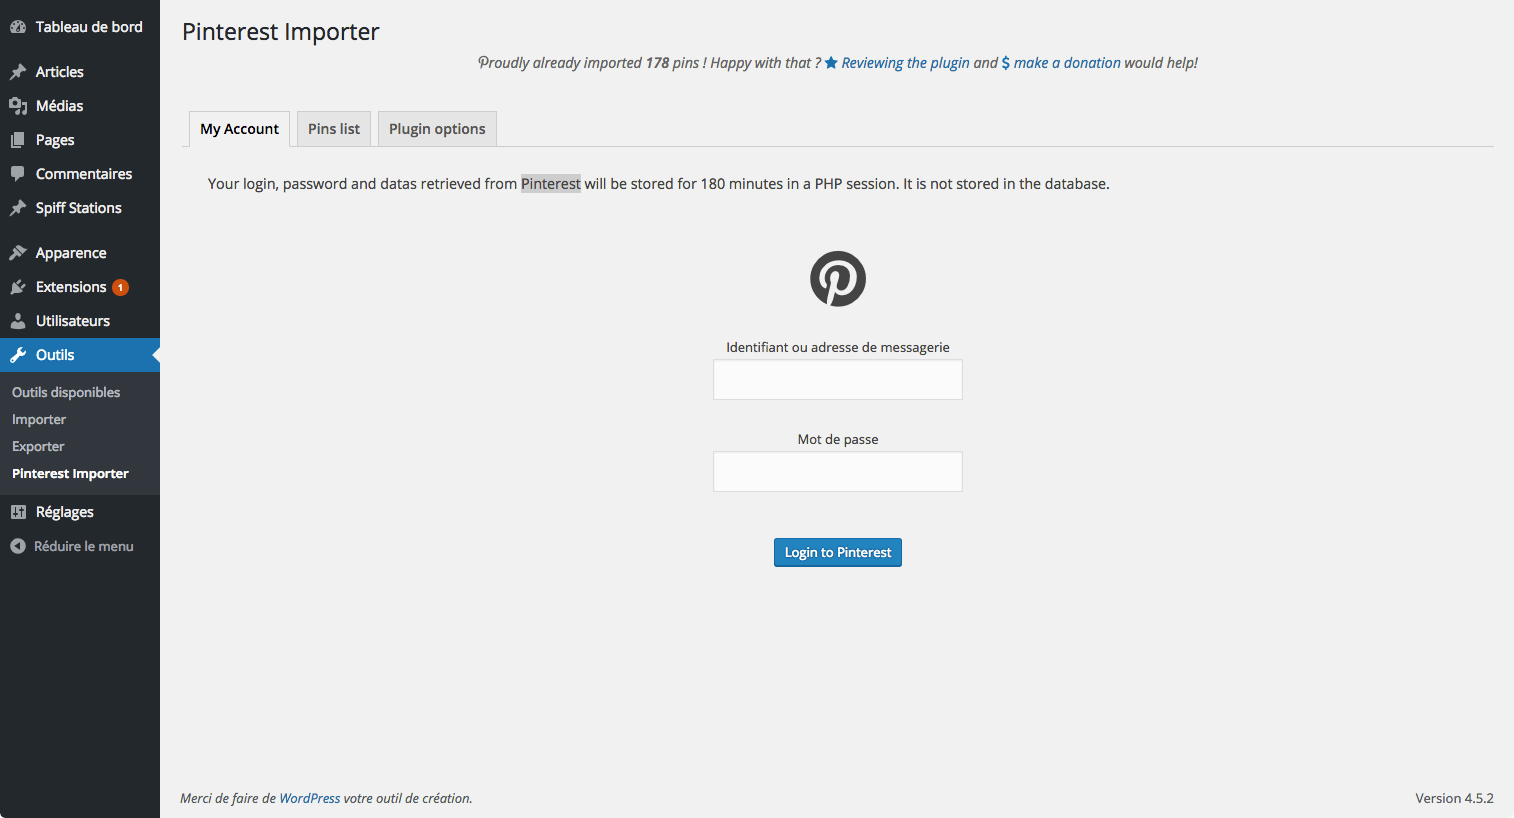 Tableau de bord
Articles
Médias
Pages
Commentaires
Spiff Stations
Apparence
Extensions 1
Utilisateurs
Outils
Outils disponibles
Importer
Exporter
Pinterest Importer
Réglages
Réduire le menu
Pinterest Importer
Proudly already imported 178 pins ! Happy with that ? Reviewing the plugin and $ make a donation would help!
My Account
Pins list
Plugin options
Your login, password and datas retrieved from Pinterest will be stored for 180 minutes in a PHP session. It is not stored in the database.
Identifiant ou adresse de messagerie
Mot de passe
Login to Pinterest
Merci de faire de WordPress votre outil de création.
Version 4.5.2